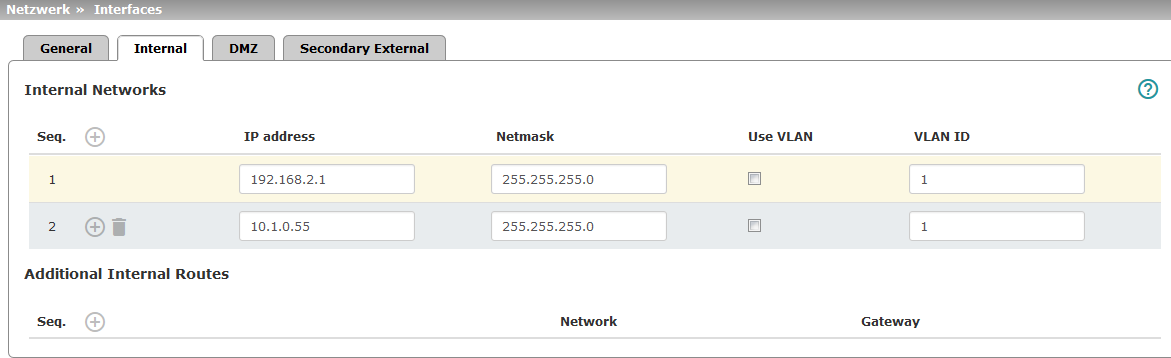 Netzwerk » Interfaces
General Internal DMZ Secondary External
Internal Networks ?
Seq. IP address Netmask Use VLAN VLAN ID
1 192.168.2.1 255.255.255.0 1
2 10.1.0.55 255.255.255.0 1
Additional Internal Routes
Seq. Network Gateway